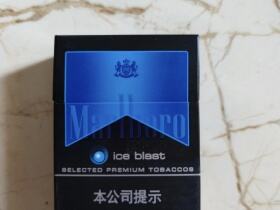 Marlboro
ice blast
SELECTED PREMIUM TOBACCOS
本公司提示